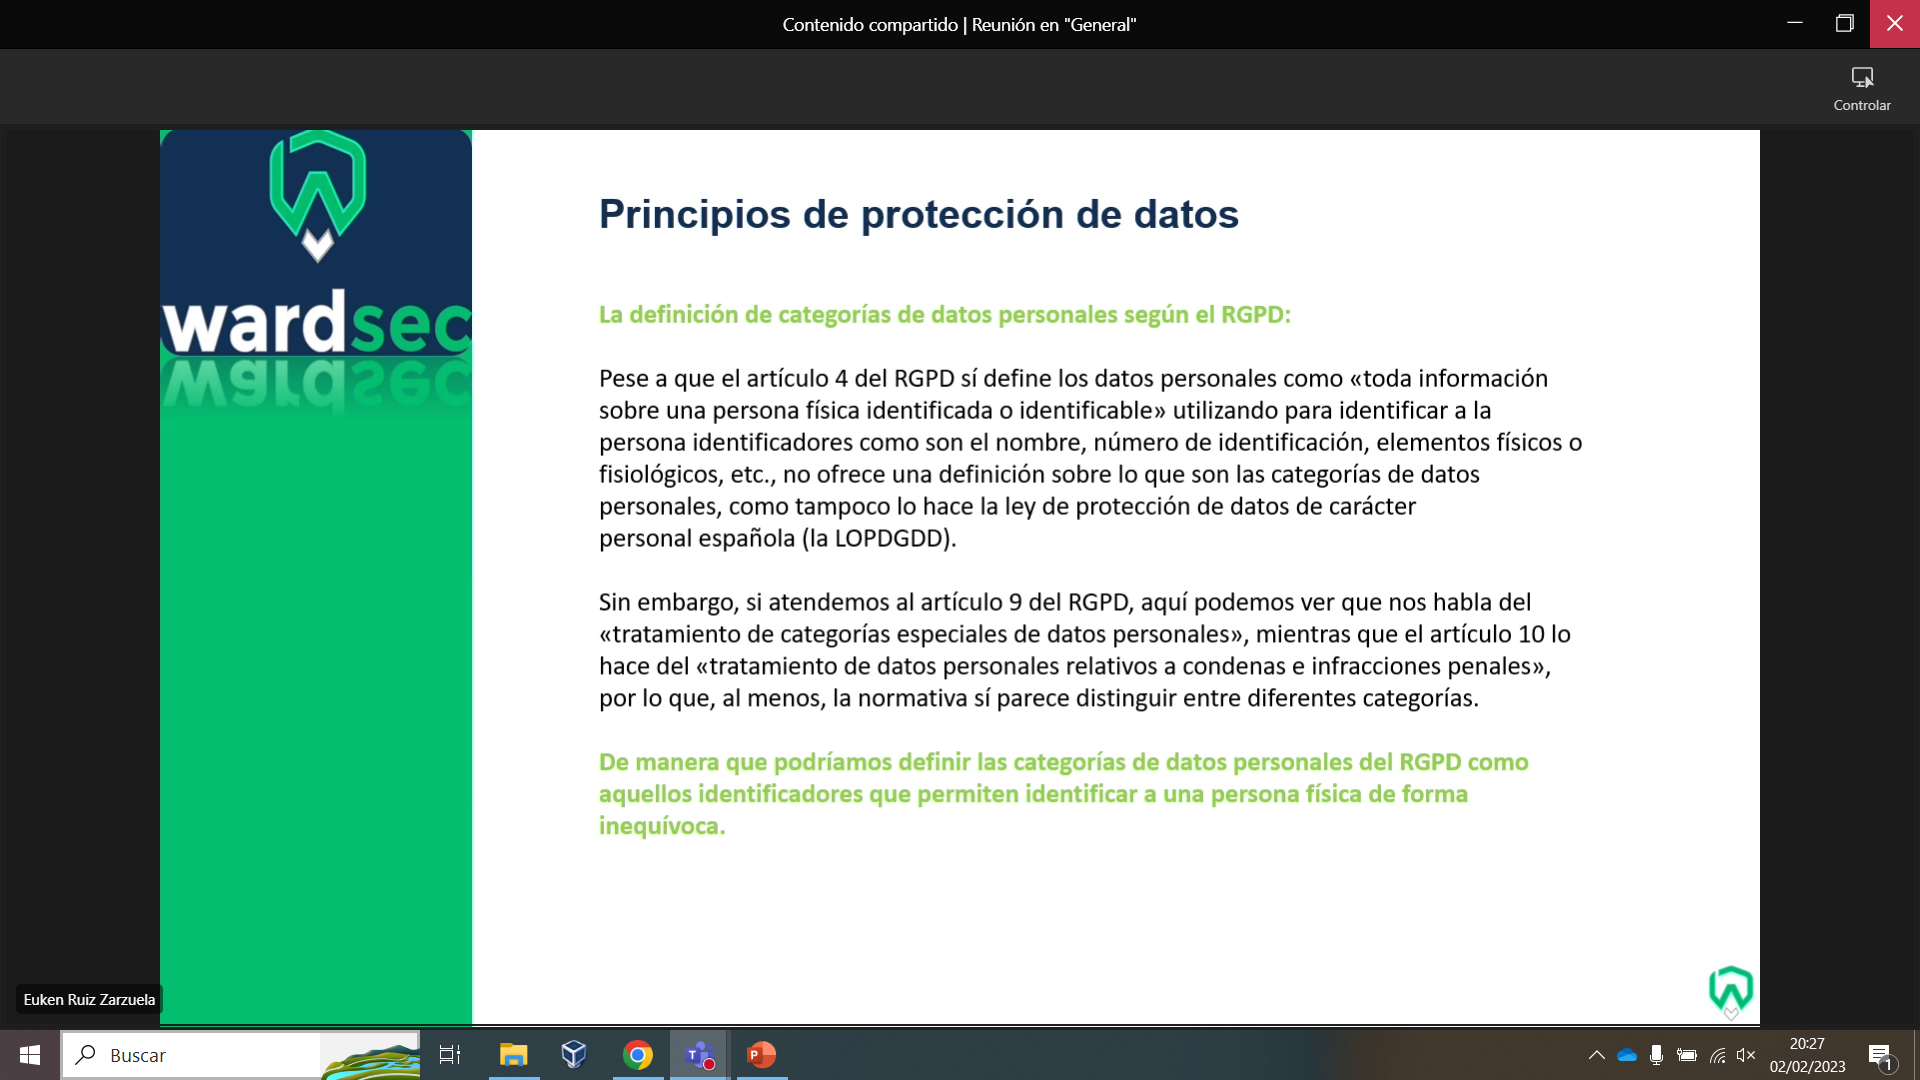 Contenido compartido | Reunión en "General"
Controlar
wardsec
Principios de protección de datos
La definición de categorías de datos personales según el RGPD:
Pese a que el artículo 4 del RGPD sí define los datos personales como «toda información
sobre una persona física identificada o identificable» utilizando para identificar a la
persona identificadores como son el nombre, número de identificación, elementos físicos o
fisiológicos, etc., no ofrece una definición sobre lo que son las categorías de datos
personales, como tampoco lo hace la ley de protección de datos de carácter
personal española (la LOPDGDD).
Sin embargo, si atendemos al artículo 9 del RGPD, aquí podemos ver que nos habla del
«tratamiento de categorías especiales de datos personales», mientras que el artículo 10 lo
hace del «tratamiento de datos personales relativos a condenas e infracciones penales»,
por lo que, al menos, la normativa sí parece distinguir entre diferentes categorías.
De manera que podríamos definir las categorías de datos personales del RGPD como
aquellos identificadores que permiten identificar a una persona física de forma
inequívoca.
Euken Ruiz Zarzuela
Buscar
20:27
02/02/2023
1